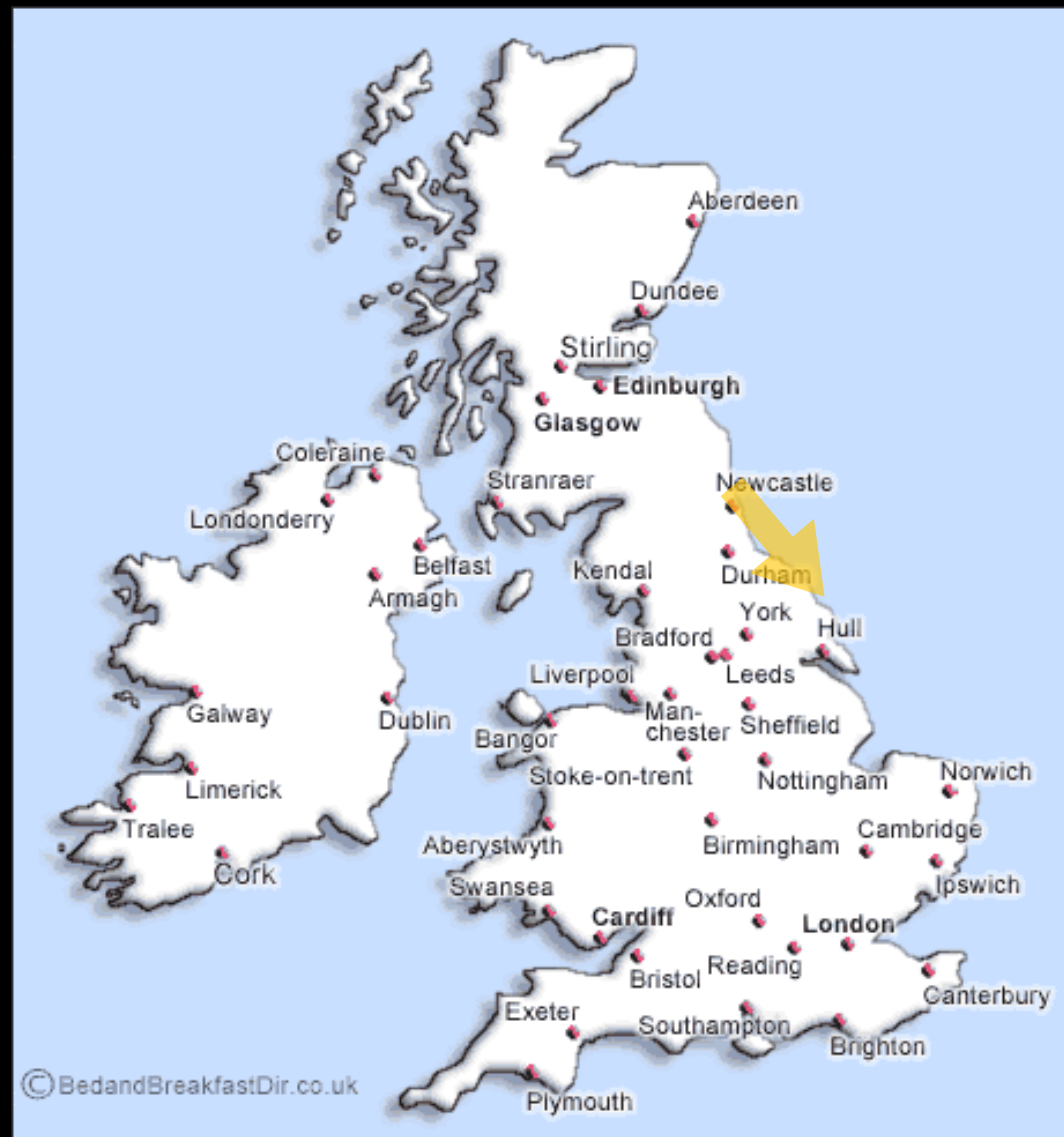 Aberdeen
Dundee
Stirling
Edinburgh
Glasgow
Coleraine
Stranraer
Newcastle
Londonderry
Belfast
Kendal
Durham
Armagh
York
Hull
Bradford
Leeds
Liverpool
Galway
Dublin
Man-
chester
Sheffield
Bangor
Stoke-on-trent
Nottingham
Norwich
Limerick
Tralee
Aberystwyth
Birmingham
Cambridge
Cork
Swansea
Ipswich
Oxford
Cardiff
London
Bristol
Reading
Canterbury
Exeter
Southampton
Brighton
©BedandBreakfastDir.co.uk
Plymouth